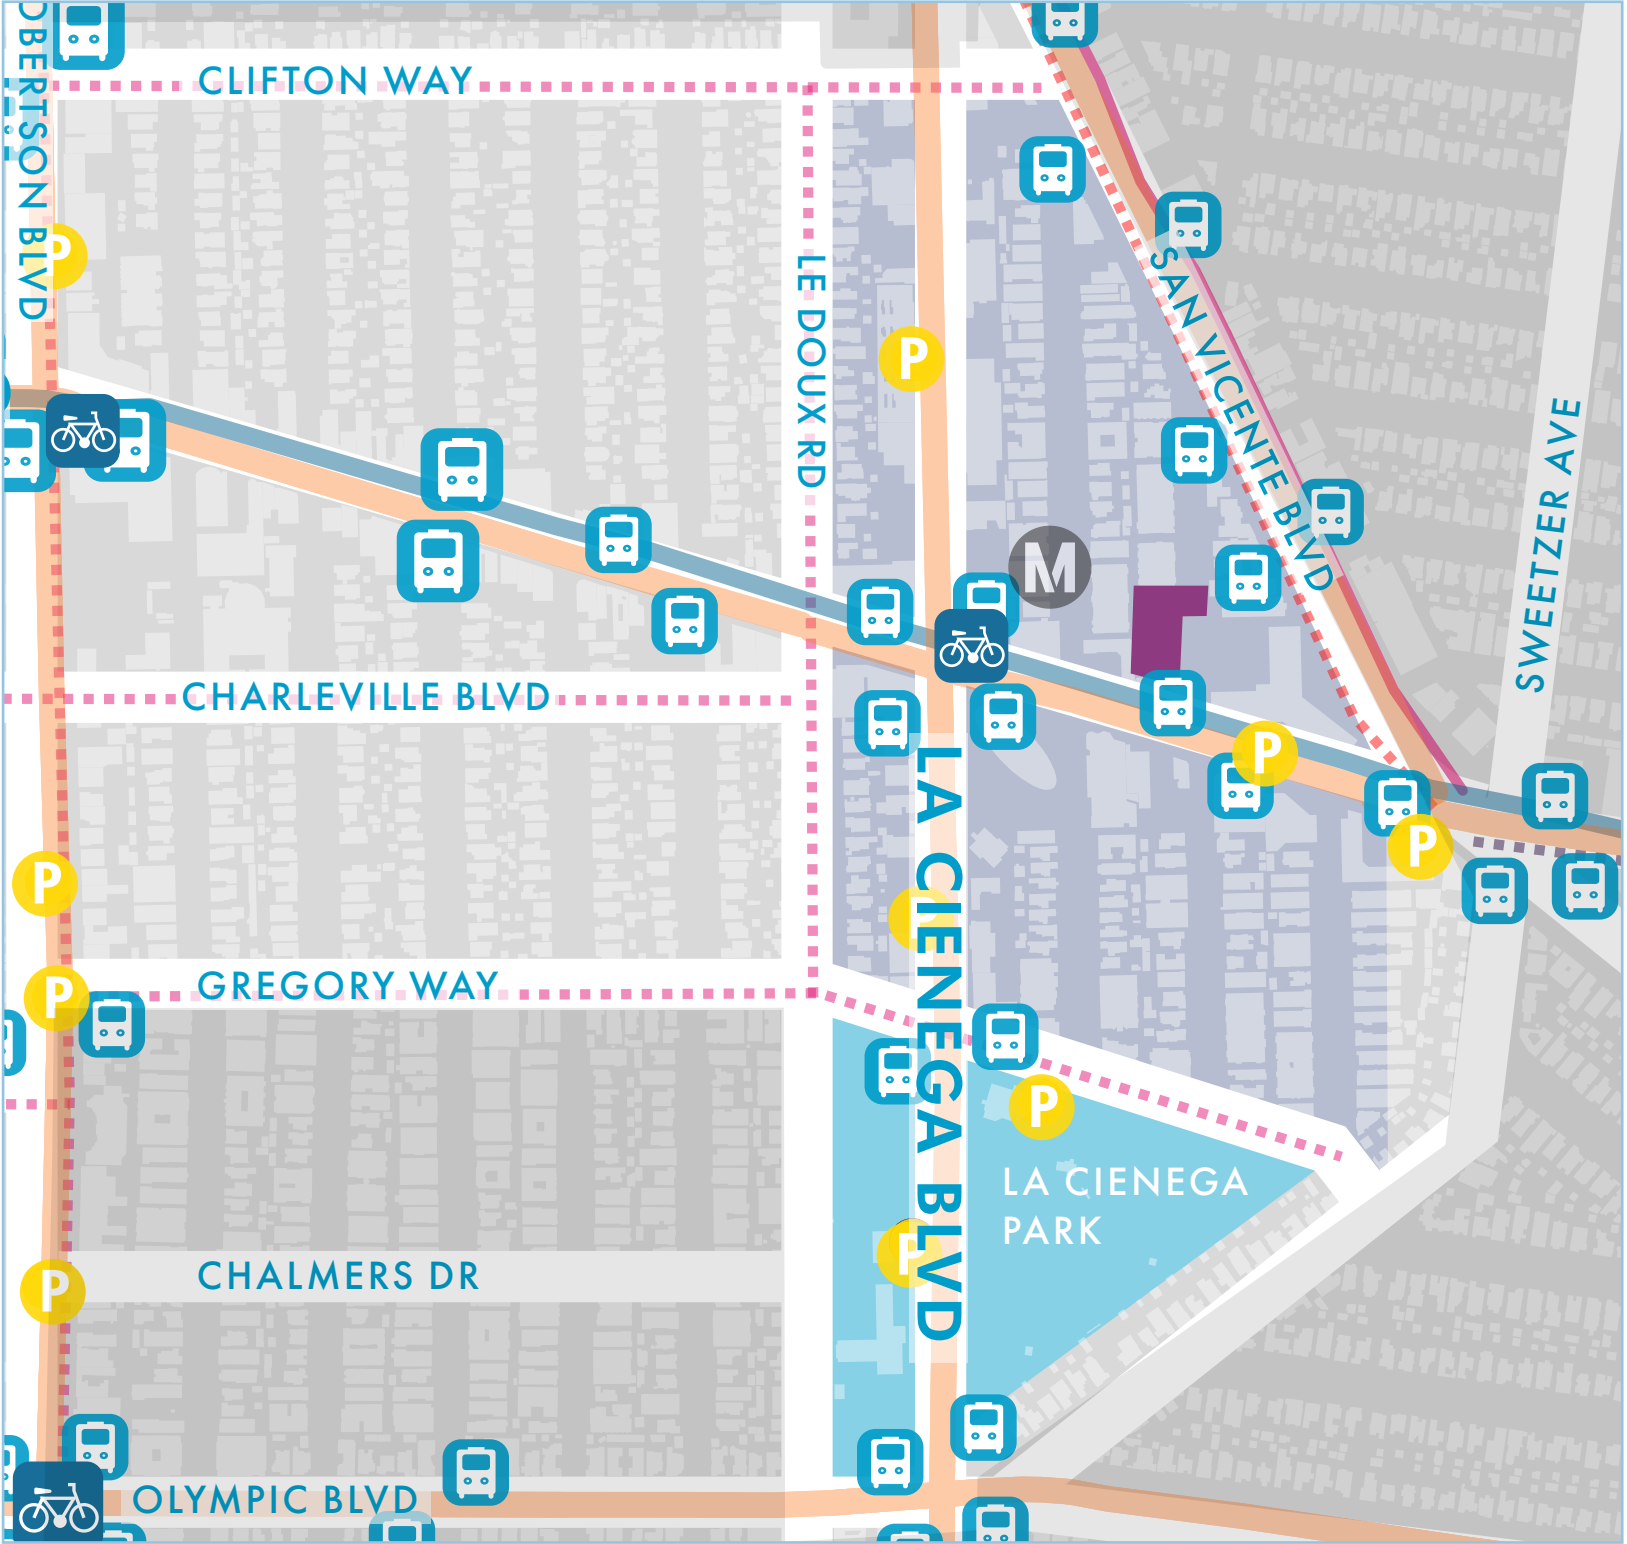 CLIFTON WAY
OBERTSON BLVD
P
SAN VICENTE BLVD
LE DOUX RD
P
SWEETZER AVE
M
CHARLEVILLE BLVD
P
LA CIENEGA BLVD
P
P
P
P
GREGORY WAY
P
P
LA CIENEGA
PARK
P
CHALMERS DR
P
OLYMPIC BLVD